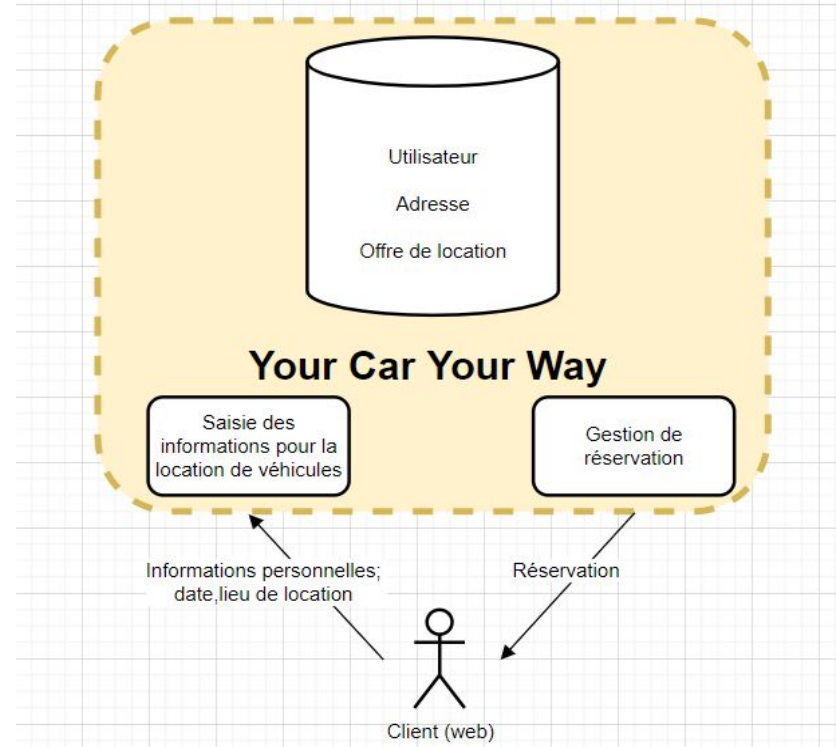 Utilisateur
Adresse
Offre de location
Your Car Your Way
Saisie des
informations pour la
location de véhicules
Gestion de
réservation
Informations personnelles;
date,lieu de location
Réservation
Client (web)